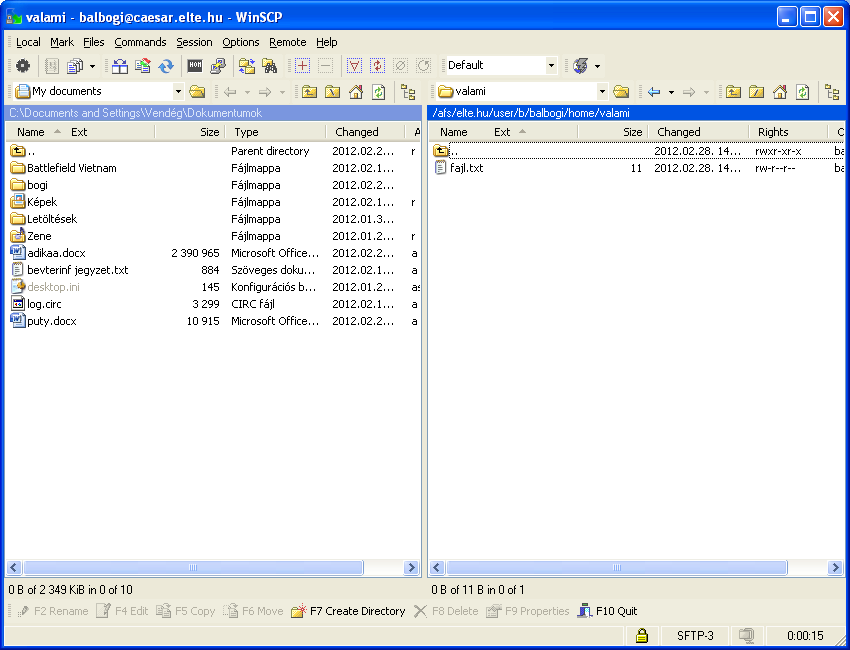 valami - balbogi@caesar.elte.hu - WinSCP
Local Mark Files Commands Session Options Remote Help
Default
My documents
valami
C:\Documents and Settings\Vendég\Dokumentumok
/afs/elte.hu/user/b/balbogi/home/valami
Name Ext Size Type Changed A
Name Ext Size Changed Rights O
.. Parent directory 2012.02.2... r
.. 2012.02.28. 14... rwxr-xr-x ba
Battlefield Vietnam Fájlmappa 2012.02.1...
fajl.txt 11 2012.02.28. 14... rw-r--r-- ba
bogi Fájlmappa 2012.02.2...
Képek Fájlmappa 2012.02.1... r
Letöltések Fájlmappa 2012.01.3...
Zene Fájlmappa 2012.01.2... r
adikaa.docx 2 390 965 Microsoft Office... 2012.02.2... a
bevterinf jegyzet.txt 884 Szöveges doku... 2012.02.2... a
desktop.ini 145 Konfigurációs b... 2012.01.2... as
log.circ 3 299 CIRC fájl 2012.02.1... a
puty.docx 10 915 Microsoft Office... 2012.02.2... a
0 B of 2 349 KiB in 0 of 10
0 B of 11 B in 0 of 1
F2 Rename F4 Edit F5 Copy F6 Move F7 Create Directory F8 Delete F9 Properties F10 Quit
SFTP-3 0:00:15